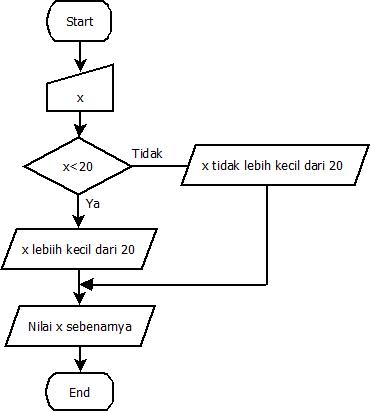 Start
x
x<20
Tidak
x tidak lebih kecil dari 20
Ya
x lebiih kecil dari 20
Nilai x sebenarnya
End